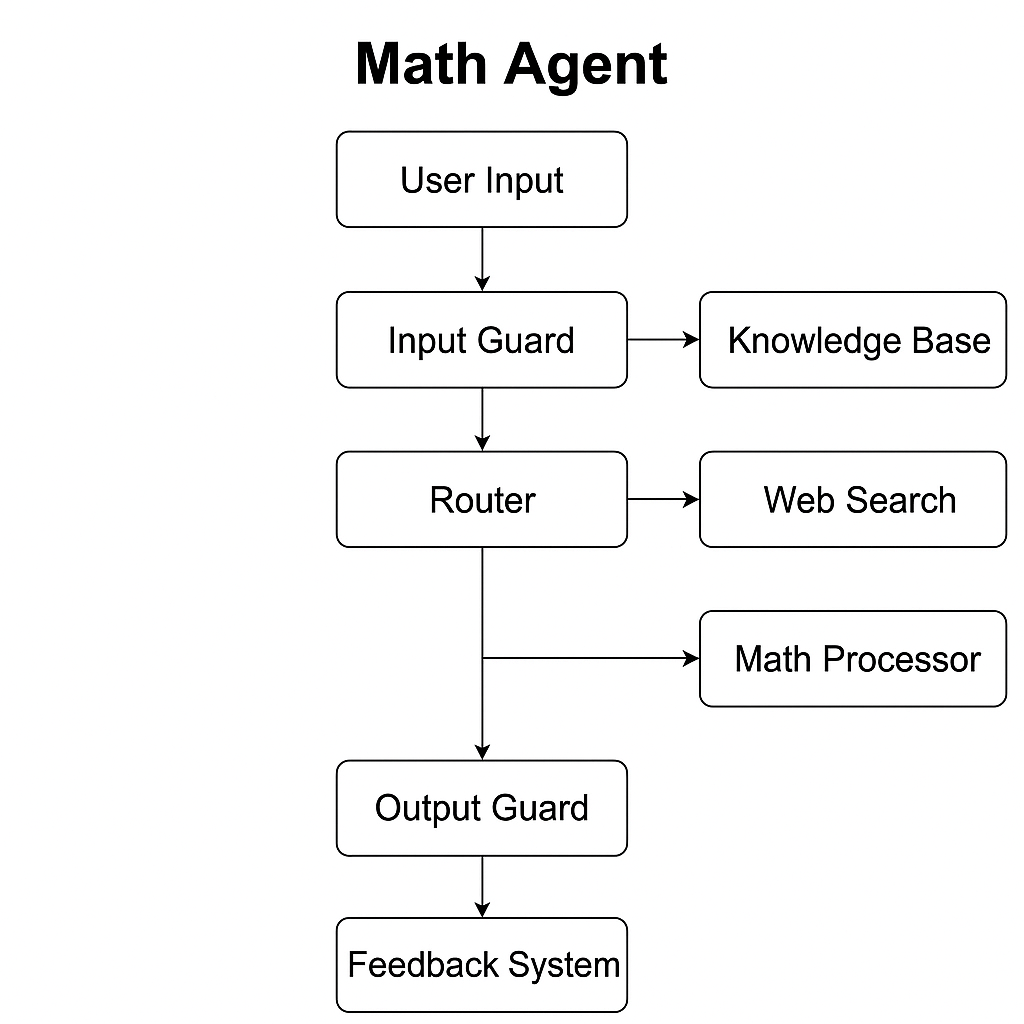 Math Agent
User Input
Input Guard
Knowledge Base
Router
Web Search
Math Processor
Output Guard
Feedback System